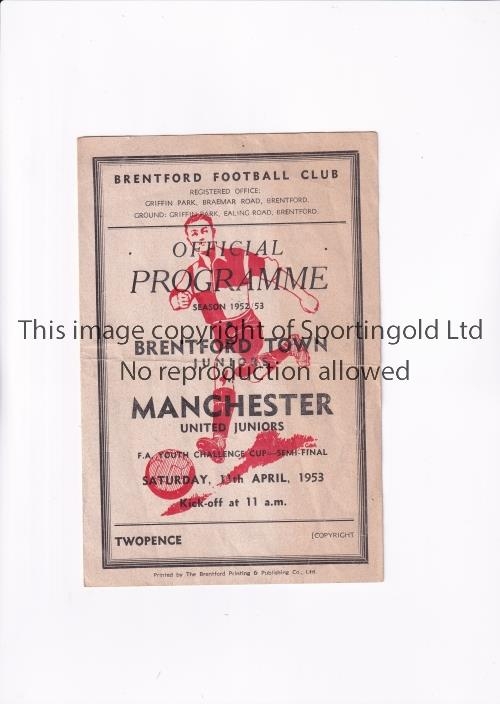 BRENTFORD FOOTBALL CLUB
REGISTERED OFFICE:
GRIFFIN PARK, BRAEMAR ROAD, BRENTFORD.
GROUND: GRIFFIN PARK, EALING ROAD, BRENTFORD
OFFICIAL
PROGRAMME
SEASON 1952/53
This image copyright of Sportingold Ltd
BRENTFORD TOWN
JUNIORS
No reproduction allowed
MANCHESTER
UNITED JUNIORS
F.A. YOUTH CHALLENGE CUP—SEMI-FINAL
SATURDAY, 11th APRIL, 1953
Kick-off at 11 a.m.
TWOPENCE
[COPYRIGHT
Printed by The Brentford Printing & Publishing Co., Ltd.